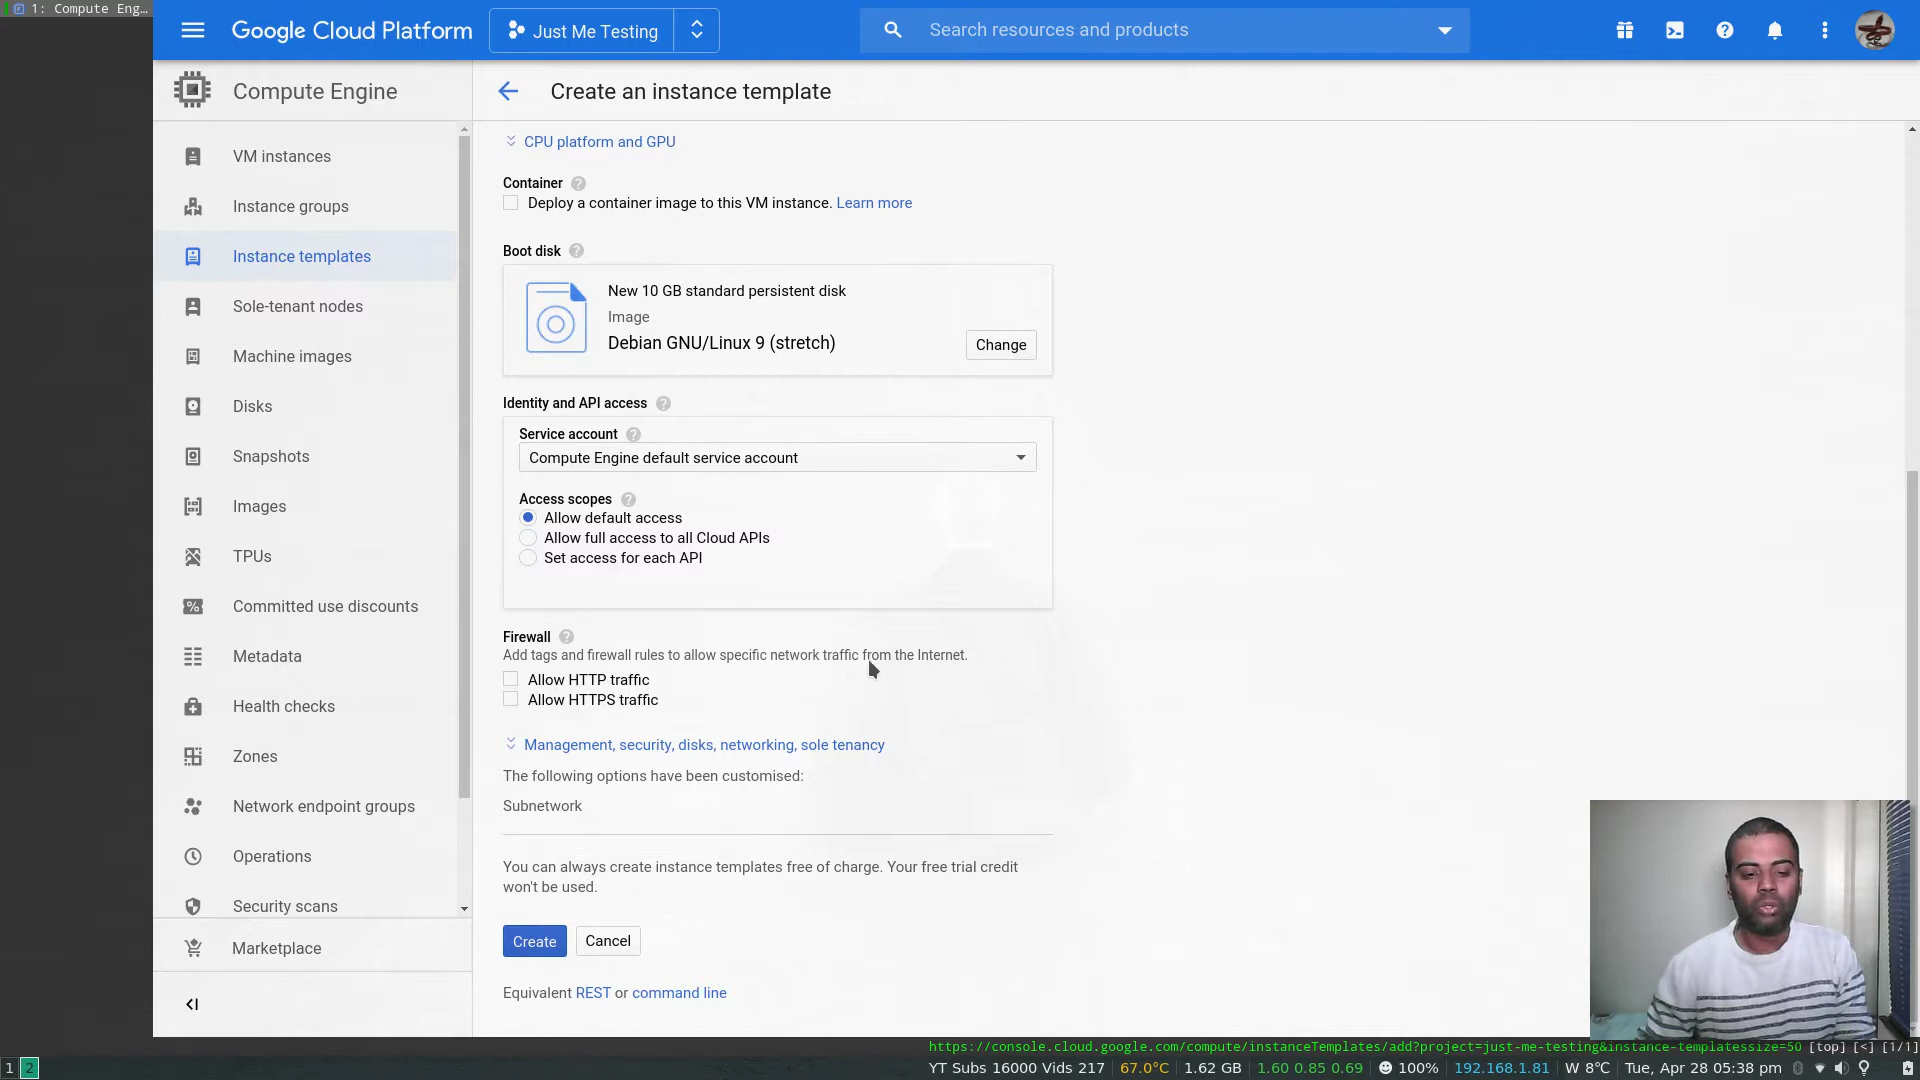 1: Compute Eng…
Google Cloud Platform
Just Me Testing
Search resources and products
Compute Engine
Create an instance template
VM instances
Instance groups
Instance templates
Sole-tenant nodes
Machine images
Disks
Snapshots
Images
TPUs
Committed use discounts
Metadata
Health checks
Zones
Network endpoint groups
Operations
Security scans
Marketplace
CPU platform and GPU
Container
Deploy a container image to this VM instance. Learn more
Boot disk
New 10 GB standard persistent disk
Image
Debian GNU/Linux 9 (stretch)
Change
Identity and API access
Service account
Compute Engine default service account
Access scopes
Allow default access
Allow full access to all Cloud APIs
Set access for each API
Firewall
Add tags and firewall rules to allow specific network traffic from the Internet.
Allow HTTP traffic
Allow HTTPS traffic
Management, security, disks, networking, sole tenancy
The following options have been customised:
Subnetwork
You can always create instance templates free of charge. Your free trial credit
won't be used.
Create Cancel
Equivalent REST or command line
https://console.cloud.google.com/compute/instanceTemplates/add?project=just-me-testing&instance-templatessize=50 [top] [<] [1/1]
1 2 YT Subs 16000 Vids 217 67.0°C 1.62 GB 1.60 0.85 0.69 100% 192.168.1.81 W 8°C Tue, Apr 28 05:38 pm